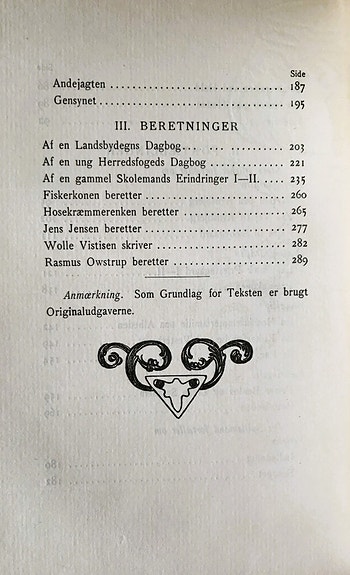 Side
Andejagten ............................... 187
Gensynet ................................. 195
III. BERETNINGER
Af en Landsbydegns Dagbog... ... .......... 203
Af en ung Herredsfogeds Dagbog ............. 221
Af en gammel Skolemands Erindringer I—II. ..... 235
Fiskerkonen beretter ....................... 260
Hosekræmmerenken beretter .................. 265
Jens Jensen beretter ....................... 277
Wolle Vistisen skriver ..................... 282
Rasmus Owstrup beretter .................... 289
Anmærkning. Som Grundlag for Teksten er brugt
Originaludgaverne.